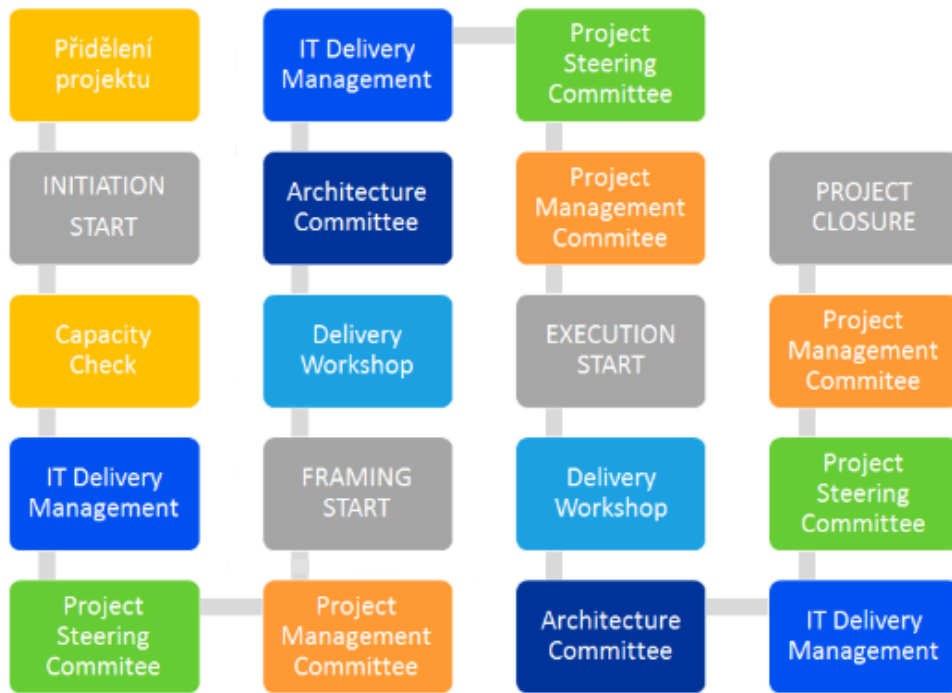 Přidělení
projektu
INITIATION
START
Capacity
Check
IT Delivery
Management
Project
Steering
Commitee
Project
Management
Committee
FRAMING
START
Delivery
Workshop
Architecture
Committee
IT Delivery
Management
Project
Steering
Committee
Project
Management
Commitee
EXECUTION
START
Delivery
Workshop
Architecture
Committee
IT Delivery
Management
Project
Steering
Committee
Project
Management
Commitee
PROJECT
CLOSURE